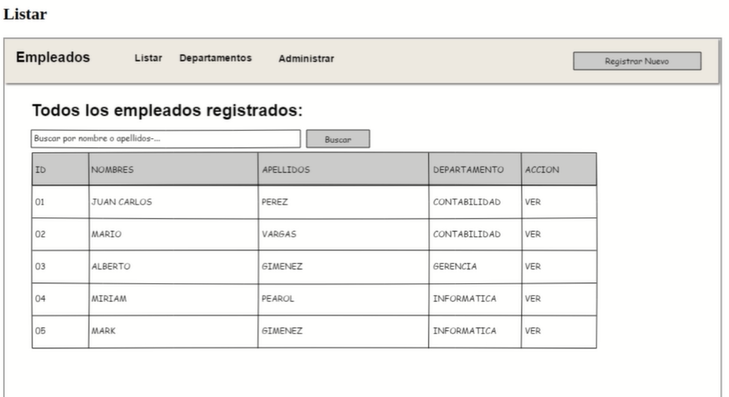 Listar
Empleados Listar Departamentos Administrar Registrar Nuevo
Todos los empleados registrados:
Buscar por nombre o apellidos-... Buscar
ID NOMBRES APELLIDOS DEPARTAMENTO ACCION
01 JUAN CARLOS PEREZ CONTABILIDAD VER
02 MARIO VARGAS CONTABILIDAD VER
03 ALBERTO GIMENEZ GERENCIA VER
04 MIRIAM PEAROL INFORMATICA VER
05 MARK GIMENEZ INFORMATICA VER